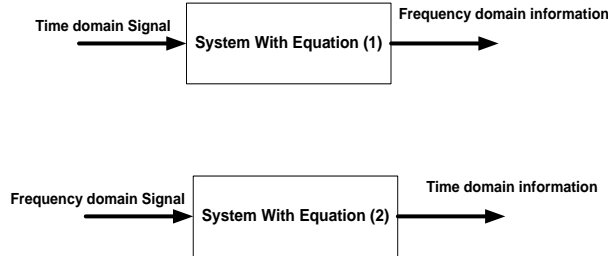 Frequency domain information
Time domain Signal
System With Equation (1)
Time domain information
Frequency domain Signal
System With Equation (2)